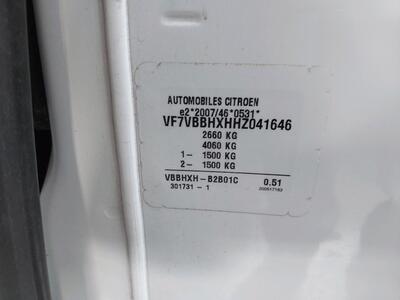 AUTOMOBILES CITROEN
e2*2007/46*0531*
VF7VBBHXHHZ041646
2660 KG
4060 KG
1- 1500 KG
2- 1500 KG
VBBHXH-B2B01C 0.51
301731 - 1